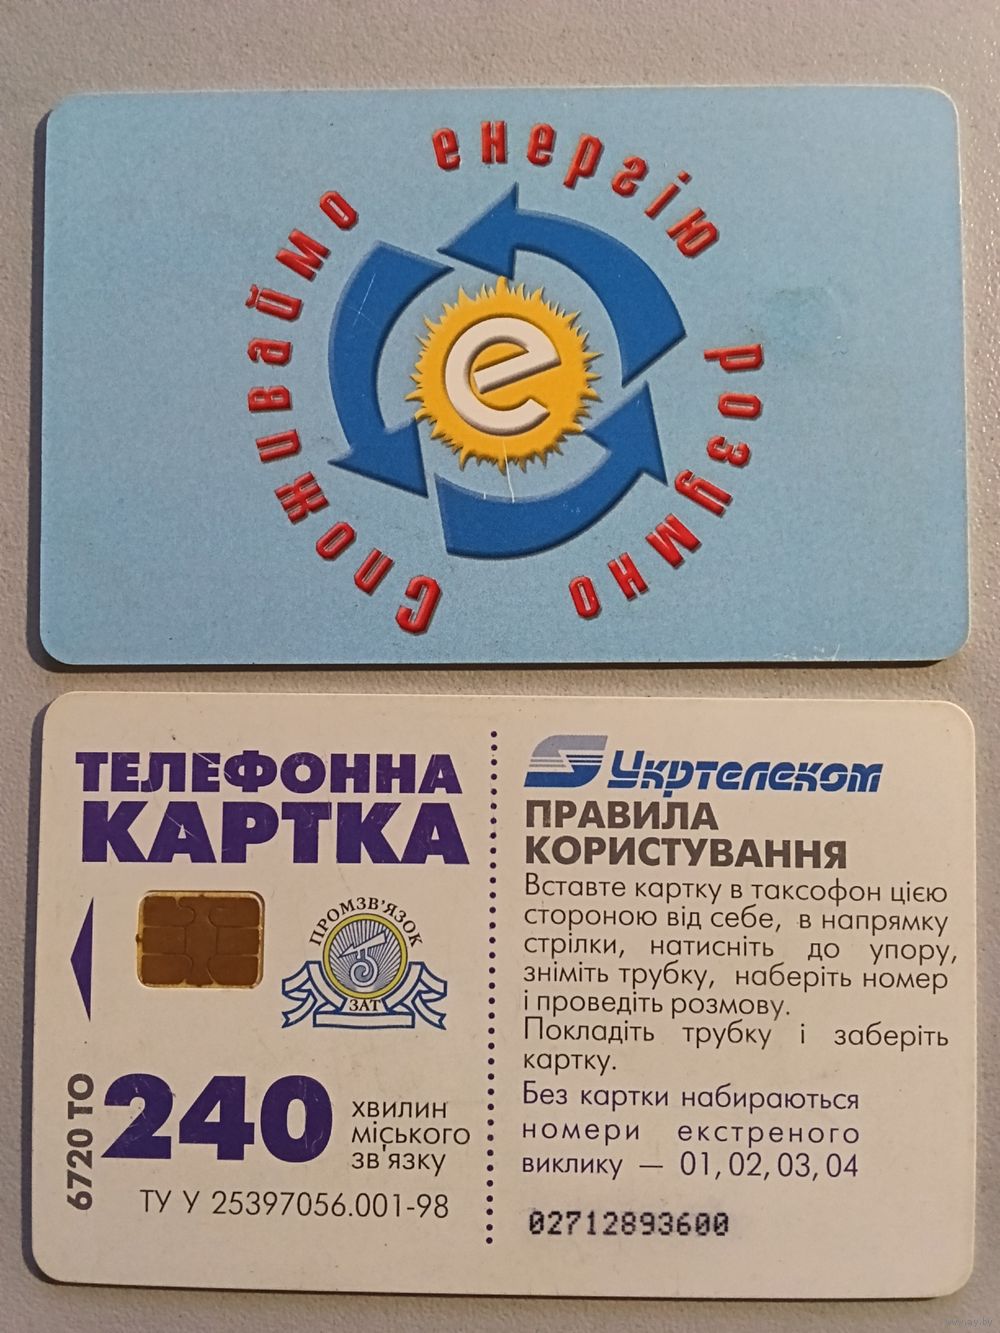 Споживаймо енергію розумно
е
ТЕЛЕФОННА
КАРТКА
ПРОМЗВ'ЯЗОК
ЗАТ
6720 ТО
240
ХВИЛИН
МІСЬКОГО
ЗВ'ЯЗКУ
ТУ У 25397056.001-98
Укртелеком
ПРАВИЛА
КОРИСТУВАННЯ
Вставте картку в таксофон цією
стороною від себе, в напрямку
стрілки, натисніть до упору,
зніміть трубку, наберіть номер
і проведіть розмову.
Покладіть трубку і заберіть
картку.
Без картки набираються
номери екстреного
виклику — 01, 02, 03, 04
02712893600